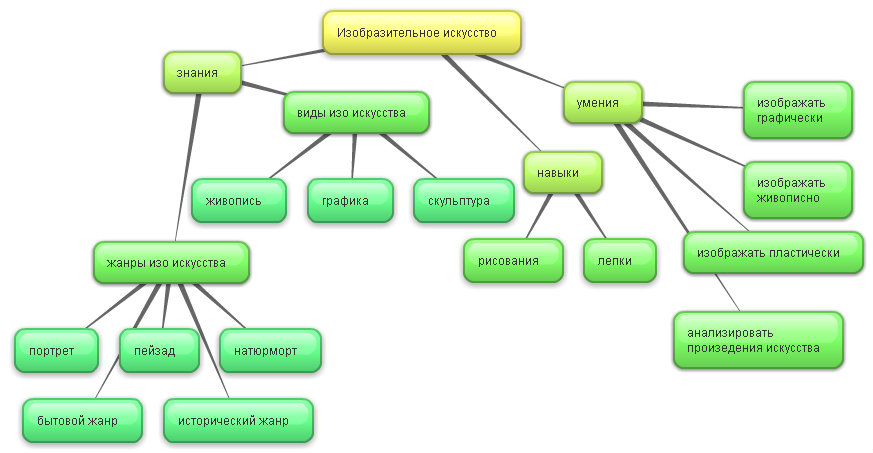 Изобразительное искусство
знания
виды изо искусства
умения
изображать
графически
навыки
изображать
живописно
живопись
графика
скульптура
рисования
лепки
изображать пластически
жанры изо искусства
анализировать
произедения искусства
портрет
пейзад
натюрморт
бытовой жанр
исторический жанр